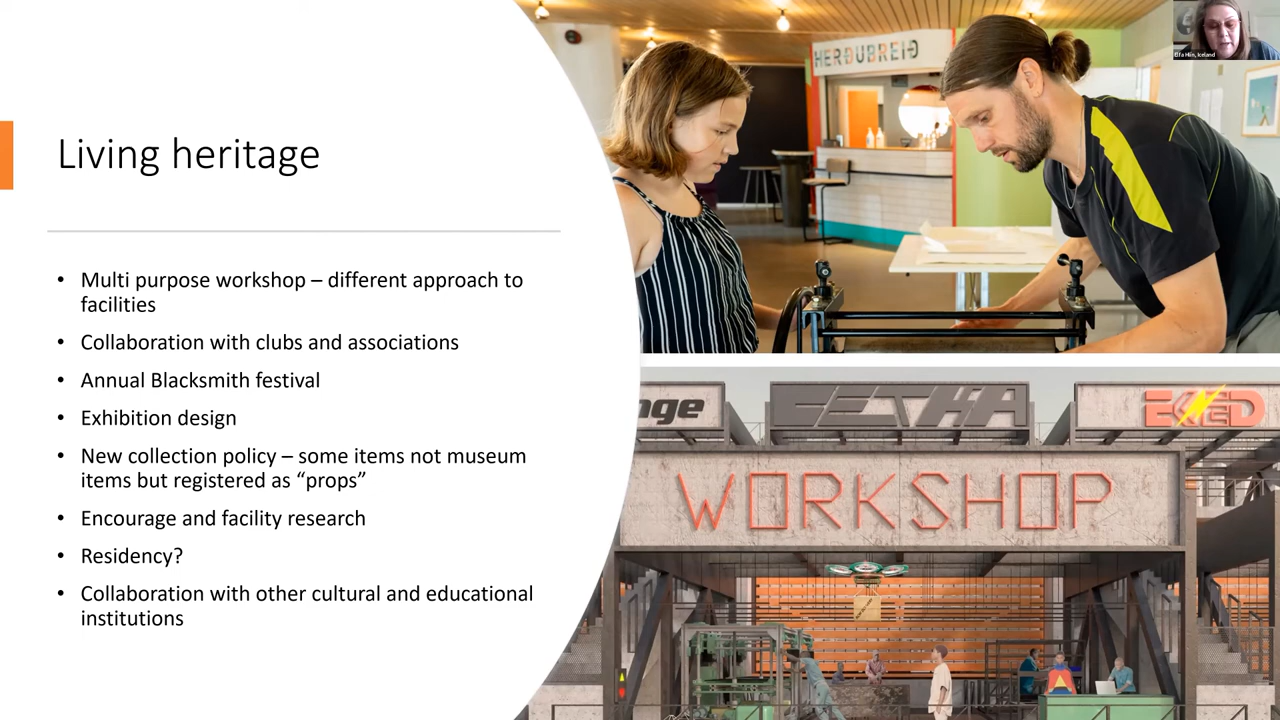 Living heritage
• Multi purpose workshop – different approach to
facilities
• Collaboration with clubs and associations
• Annual Blacksmith festival
• Exhibition design
• New collection policy – some items not museum
items but registered as “props”
• Encourage and facility research
• Residency?
• Collaboration with other cultural and educational
institutions
HERÐUBREIÐ
nge
WORKSHOP